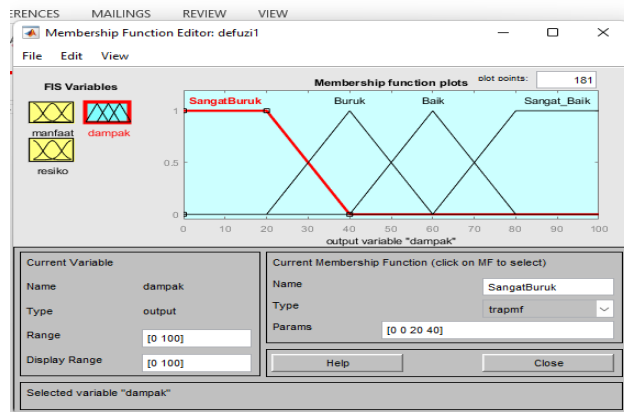 ERENCES MAILINGS REVIEW VIEW
Membership Function Editor: defuzi1
File Edit View
FIS Variables
manfaat dampak
resiko
Membership function plots plot points: 181
SangatBuruk Buruk Baik Sangat_Baik
1
0.5
0
0 10 20 30 40 50 60 70 80 90 100
output variable "dampak"
Current Variable
Name dampak
Type output
Range [0 100]
Display Range [0 100]
Current Membership Function (click on MF to select)
Name SangatBuruk
Type trapmf
Params [0 0 20 40]
Help Close
Selected variable "dampak"